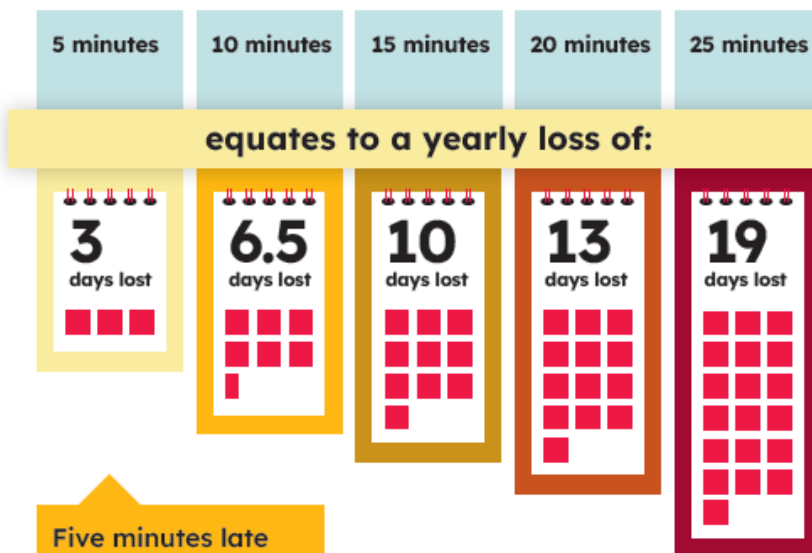 5 minutes
10 minutes
15 minutes
20 minutes
25 minutes
equates to a yearly loss of:
3
days lost
6.5
days lost
10
days lost
13
days lost
19
days lost
Five minutes late